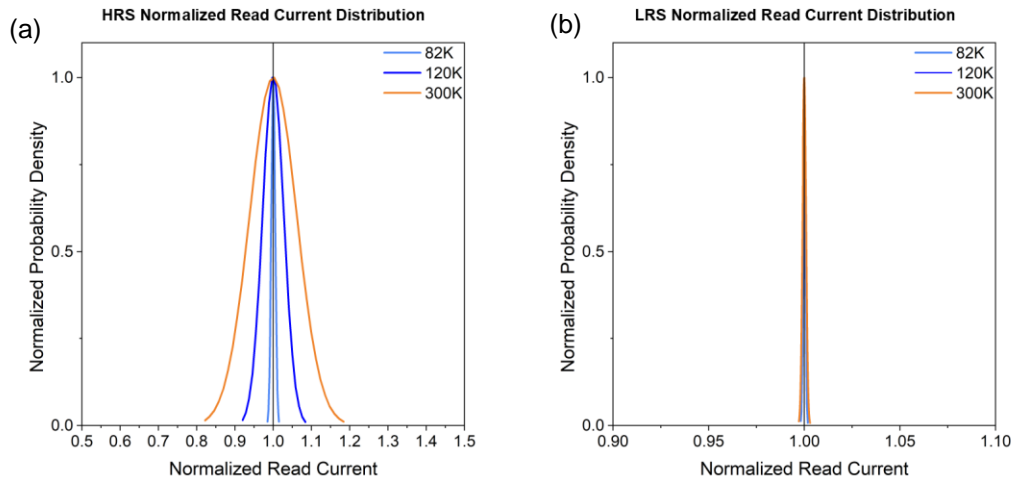 (a)
HRS Normalized Read Current Distribution
82K
120K
300K
Normalized Probability Density
1.0
0.5
0.0
0.5 0.6 0.7 0.8 0.9 1.0 1.1 1.2 1.3 1.4 1.5
Normalized Read Current
(b)
LRS Normalized Read Current Distribution
82K
120K
300K
Normalized Probability Density
1.0
0.5
0.0
0.90 0.95 1.00 1.05 1.10
Normalized Read Current